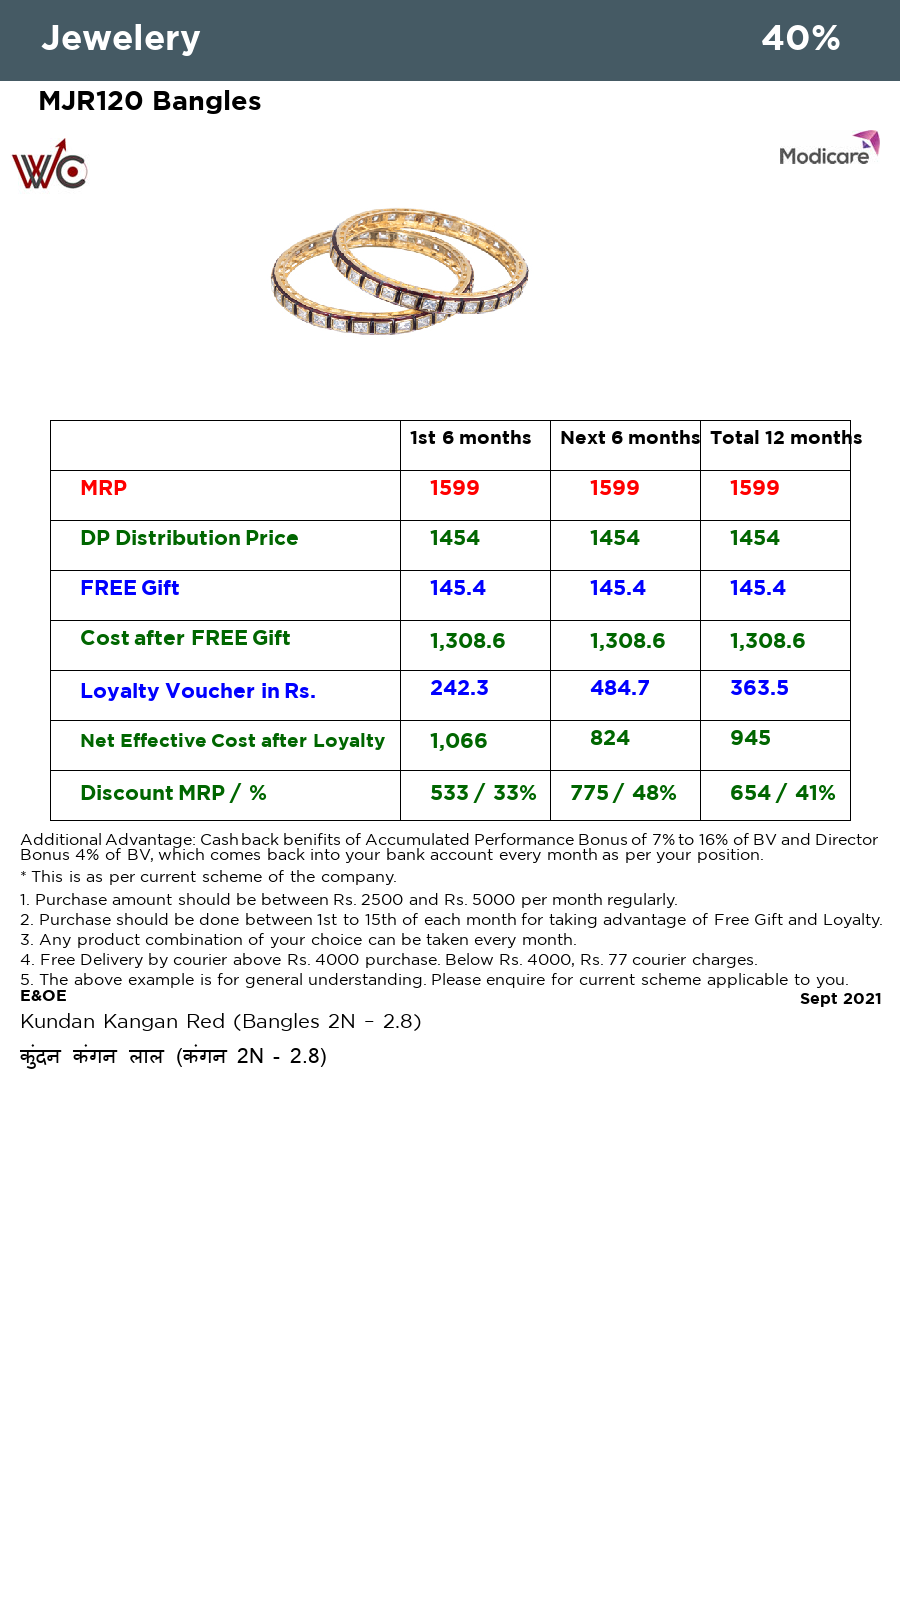 Jewelery 40%
MJR120 Bangles
WC
Modicare
1st 6 months Next 6 months Total 12 months
MRP 1599 1599 1599
DP Distribution Price 1454 1454 1454
FREE Gift 145.4 145.4 145.4
Cost after FREE Gift 1,308.6 1,308.6 1,308.6
Loyalty Voucher in Rs. 242.3 484.7 363.5
Net Effective Cost after Loyalty 1,066 824 945
Discount MRP / % 533 / 33% 775 / 48% 654 / 41%
Additional Advantage: Cashback benifits of Accumulated Performance Bonus of 7% to 16% of BV and Director
Bonus 4% of BV, which comes back into your bank account every month as per your position.
* This is as per current scheme of the company.
1. Purchase amount should be between Rs. 2500 and Rs. 5000 per month regularly.
2. Purchase should be done between 1st to 15th of each month for taking advantage of Free Gift and Loyalty.
3. Any product combination of your choice can be taken every month.
4. Free Delivery by courier above Rs. 4000 purchase. Below Rs. 4000, Rs. 77 courier charges.
5. The above example is for general understanding. Please enquire for current scheme applicable to you.
E&OE
Sept 2021
Kundan Kangan Red (Bangles 2N – 2.8)
कुंदन कंगन लाल (कंगन 2N - 2.8)